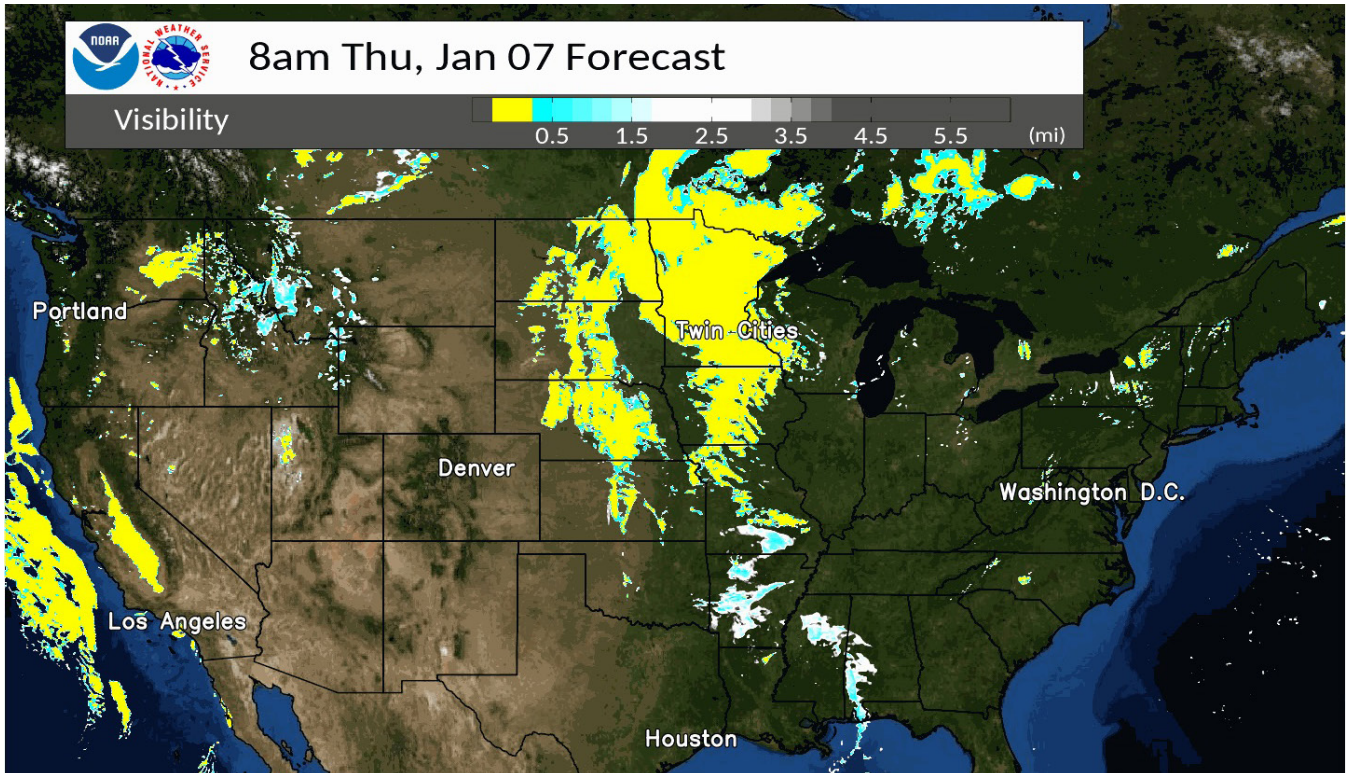 NOAA
NATIONAL WEATHER SERVICE
8am Thu, Jan 07 Forecast
Visibility
0.5 1.5 2.5 3.5 4.5 5.5 (mi)
Portland
Twin Cities
Denver
Washington D.C.
Los Angeles
Houston